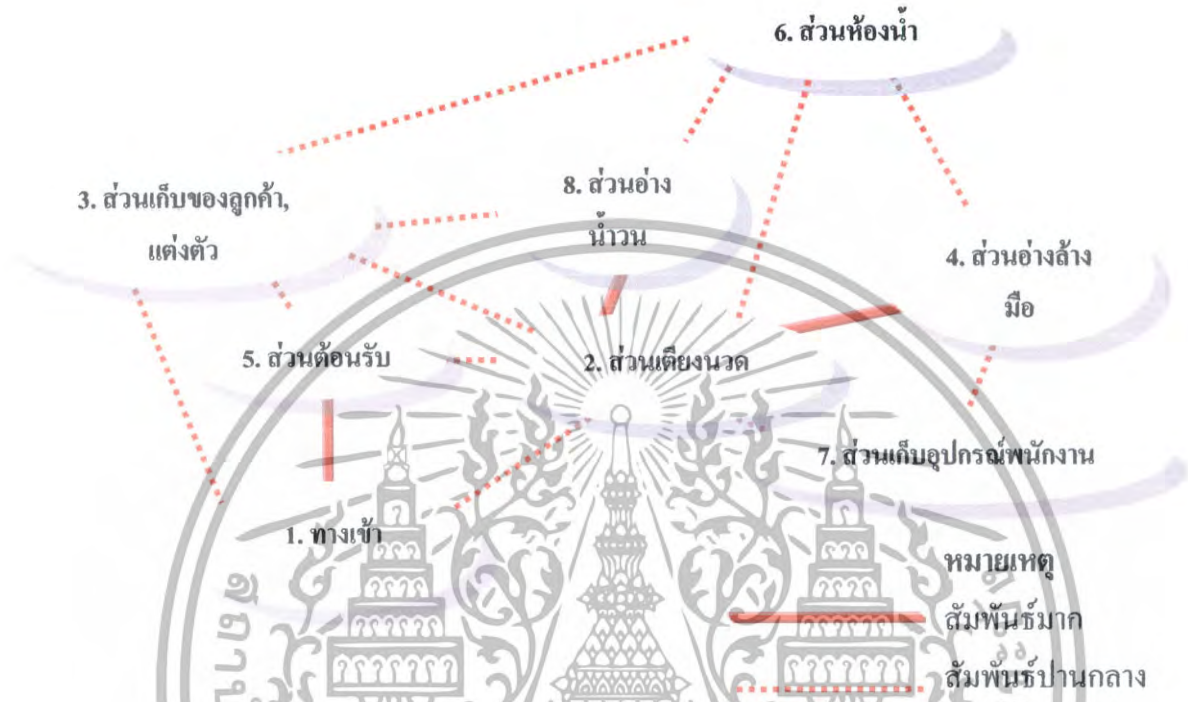 6. ส่วนห้องน้ำ
3. ส่วนเก็บของลูกค้า,
แต่งตัว
8. ส่วนอ่าง
น้ำวน
4. ส่วนอ่างล้าง
มือ
5. ส่วนต้อนรับ
2. ส่วนเตียงนวด
7. ส่วนเก็บอุปกรณ์พนักงาน
1. ทางเข้า
หมายเหตุ
สัมพันธ์มาก
สัมพันธ์ปานกลาง